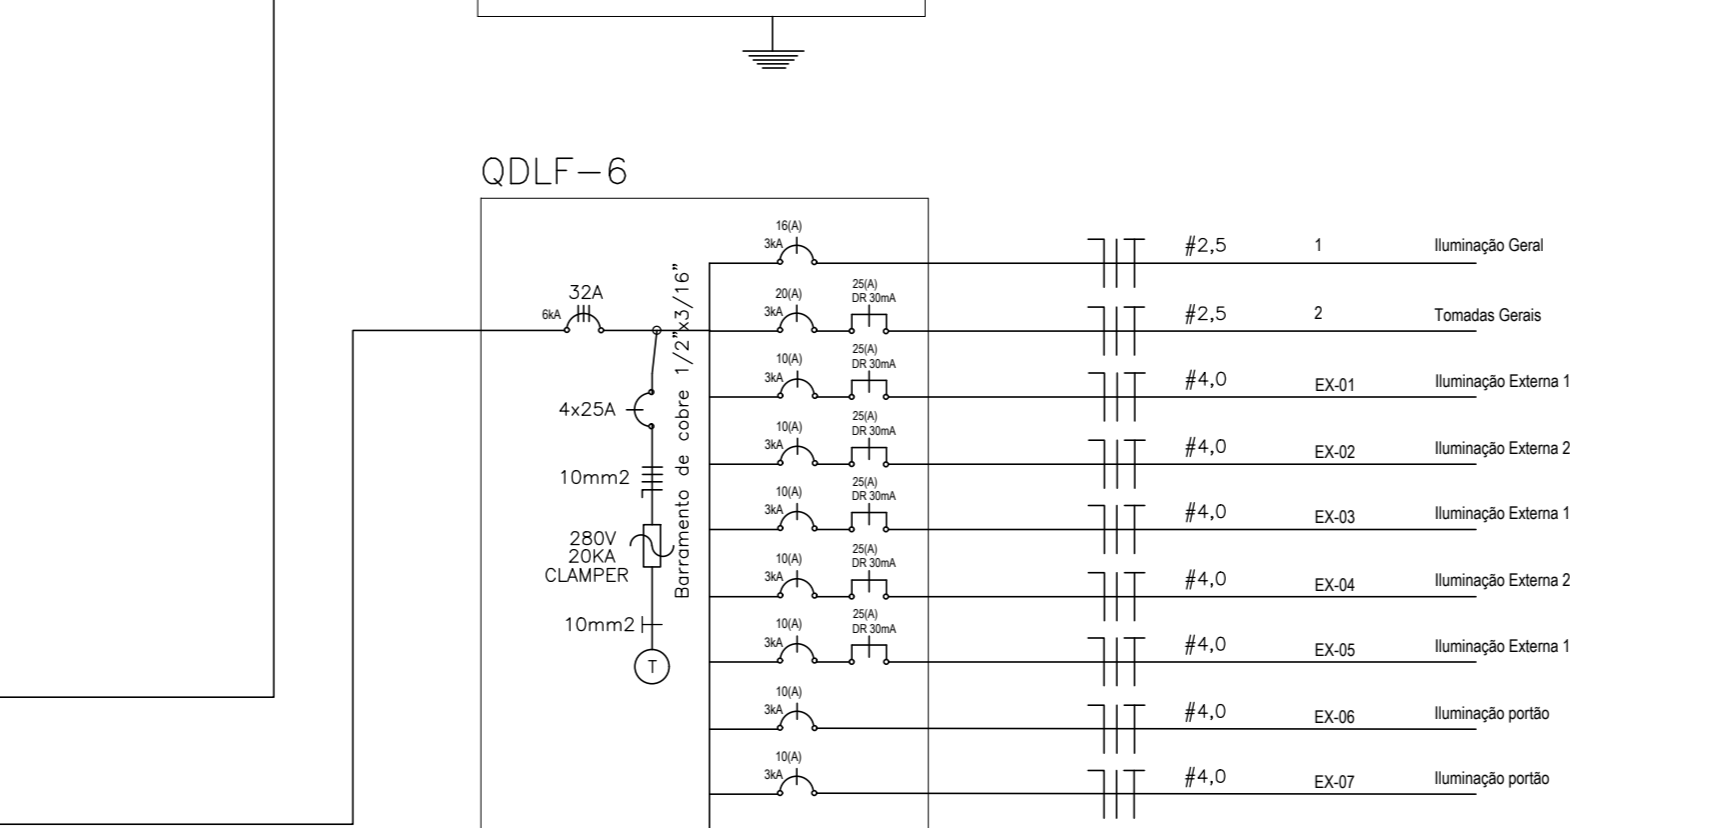 QDLF-6
16(A)
3kA
#2,5 1 Iluminação Geral
32A
6kA
20(A)
3kA
25(A)
DR 30mA
#2,5 2 Tomadas Gerais
10(A)
3kA
25(A)
DR 30mA
#4,0 EX-01 Iluminação Externa 1
4x25A
10(A)
3kA
25(A)
DR 30mA
#4,0 EX-02 Iluminação Externa 2
10mm2
10(A)
3kA
25(A)
DR 30mA
#4,0 EX-03 Iluminação Externa 1
280V
20KA
CLAMPER
10(A)
3kA
25(A)
DR 30mA
#4,0 EX-04 Iluminação Externa 2
10mm2
T
Barramento de cobre 1/2"x3/16"
10(A)
3kA
25(A)
DR 30mA
#4,0 EX-05 Iluminação Externa 1
10(A)
3kA
#4,0 EX-06 Iluminação portão
10(A)
3kA
#4,0 EX-07 Iluminação portão